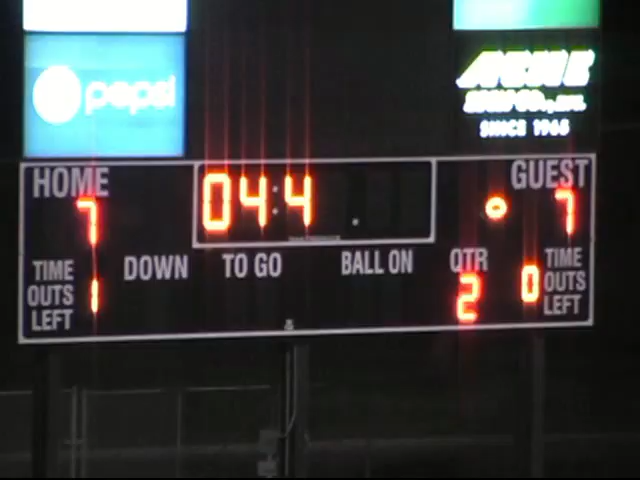 pepsi
SINCE 1965
HOME
GUEST
7
04:4
7
DOWN
TO GO
BALL ON
QTR
TIME
OUTS
LEFT
1
2
0
TIME
OUTS
LEFT